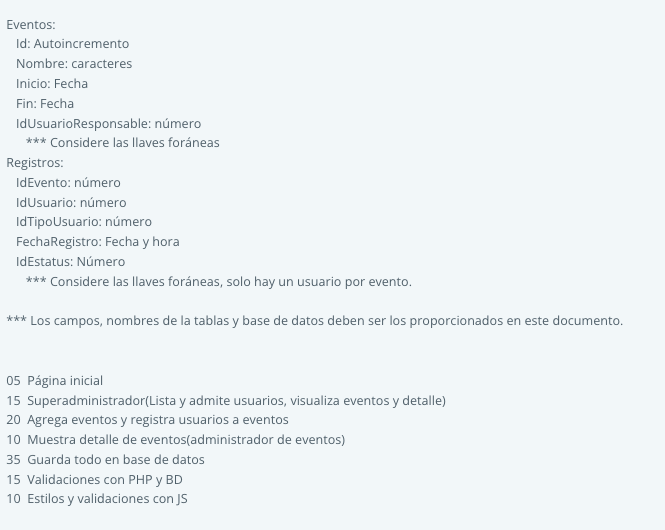 Eventos:
Id: Autoincremento
Nombre: caracteres
Inicio: Fecha
Fin: Fecha
IdUsuarioResponsable: número
*** Considere las llaves foráneas
Registros:
IdEvento: número
IdUsuario: número
IdTipoUsuario: número
FechaRegistro: Fecha y hora
IdEstatus: Número
*** Considere las llaves foráneas, solo hay un usuario por evento.
*** Los campos, nombres de la tablas y base de datos deben ser los proporcionados en este documento.
05 Página inicial
15 Superadministrador(Lista y admite usuarios, visualiza eventos y detalle)
20 Agrega eventos y registra usuarios a eventos
10 Muestra detalle de eventos(administrador de eventos)
35 Guarda todo en base de datos
15 Validaciones con PHP y BD
10 Estilos y validaciones con JS